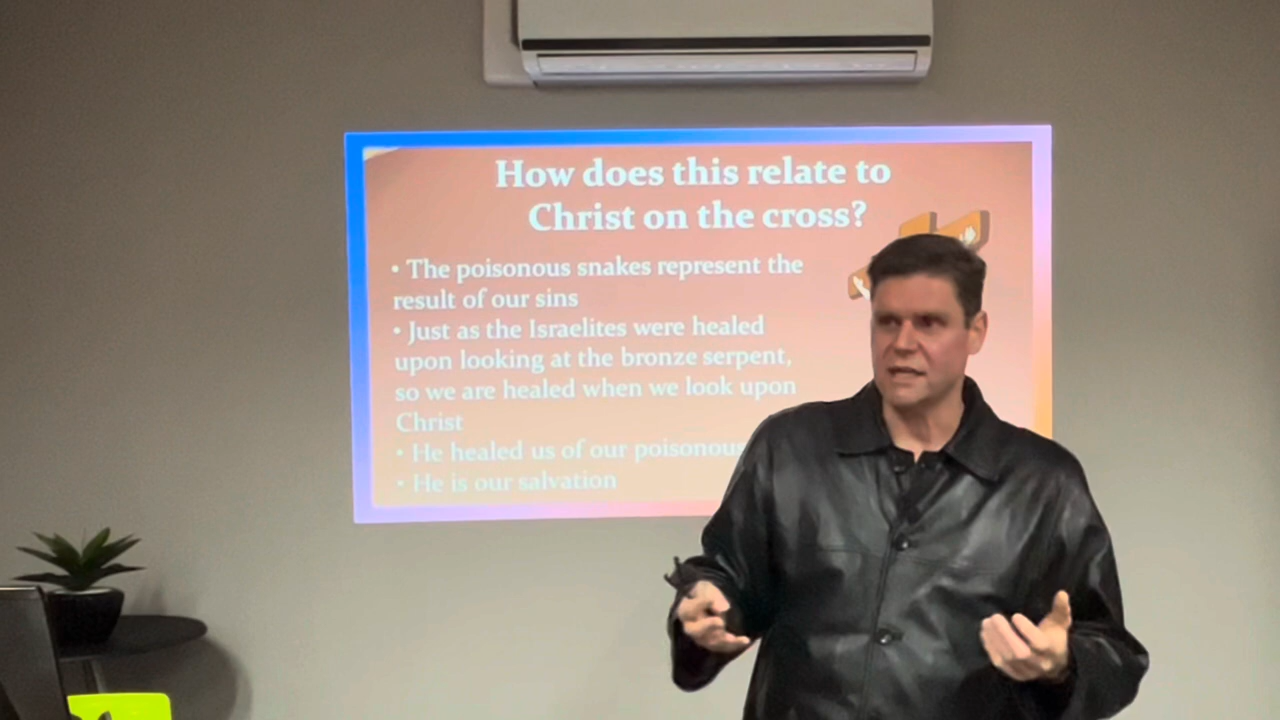 How does this relate to
Christ on the cross?
• The poisonous snakes represent the
result of our sins
• Just as the Israelites were healed
upon looking at the bronze serpent,
so we are healed when we look upon
Christ
• He healed us of our poisonous
• He is our salvation